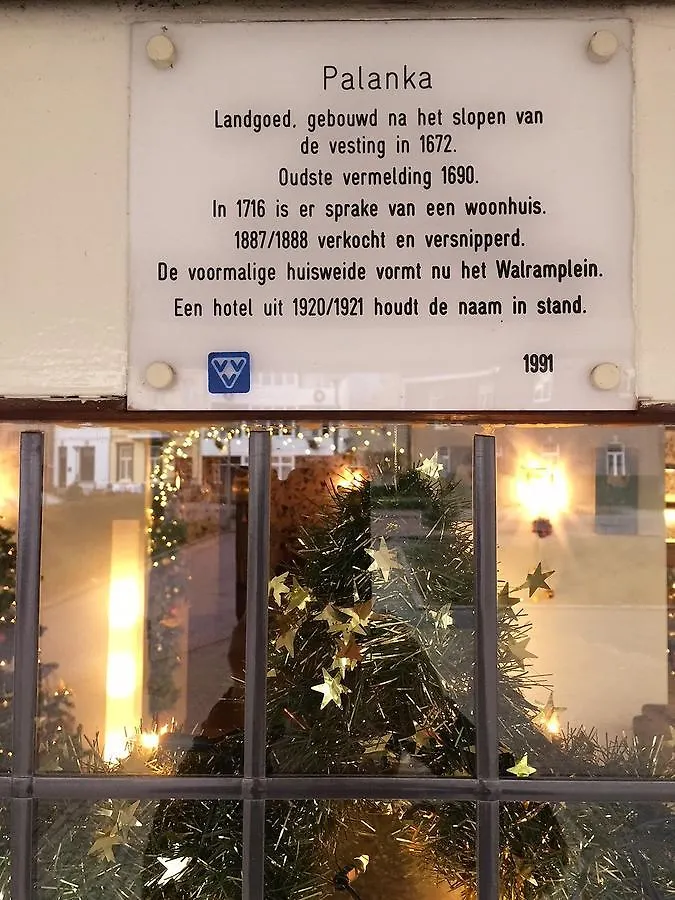 Palanka
Landgoed, gebouwd na het slopen van
de vesting in 1672.
Oudste vermelding 1690.
In 1716 is er sprake van een woonhuis.
1887/1888 verkocht en versnipperd.
De voormalige huisweide vormt nu het Walramplein.
Een hotel uit 1920/1921 houdt de naam in stand.
VVV 1991